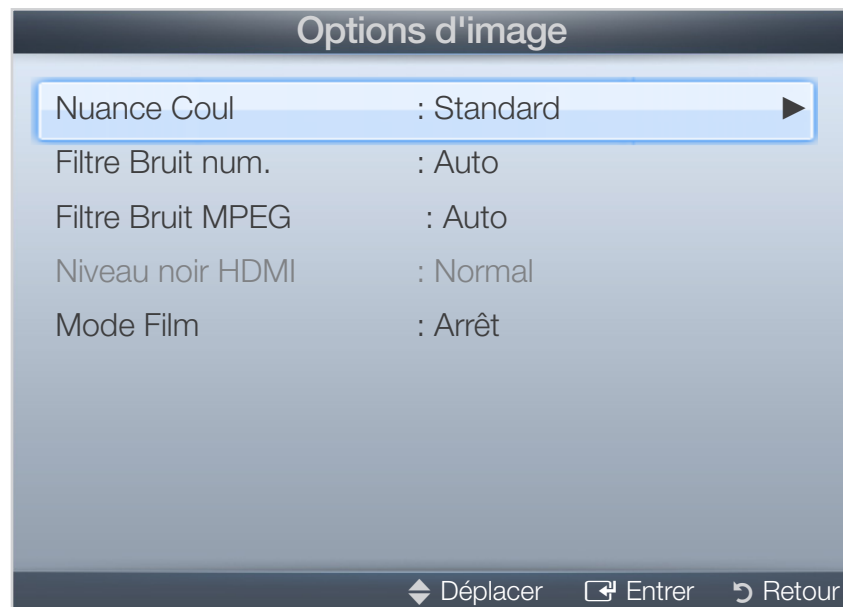 Options d'image
Nuance Coul : Standard ►
Filtre Bruit num. : Auto
Filtre Bruit MPEG : Auto
Niveau noir HDMI : Normal
Mode Film : Arrêt
Déplacer Entrer Retour